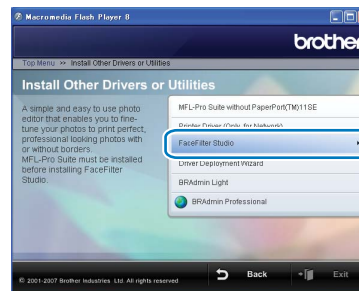 Macromedia Flash Player 8
brother
Top Menu >> Install Other Drivers or Utilities
Install Other Drivers or Utilities
A simple and easy to use photo
editor that enables you to fine-
tune your photos to print perfect,
professional looking photos with
or without borders.
MFL-Pro Suite must be installed
before installing FaceFilter
Studio.
MFL-Pro Suite without PaperPort(TM)11SE
Printer Driver (Only for Network)
FaceFilter Studio
Driver Deployment Wizard
BRAdmin Light
BRAdmin Professional
© 2001-2007 Brother Industries Ltd. All rights reserved
Back
Exit